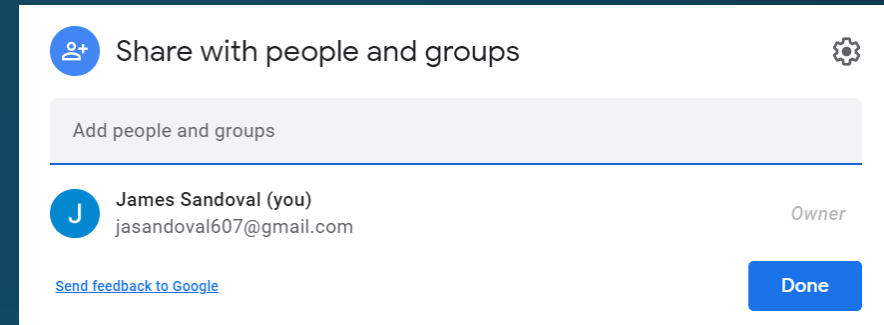 Share with people and groups
Add people and groups
James Sandoval (you)
jasandoval607@gmail.com
Owner
J
Send feedback to Google
Done